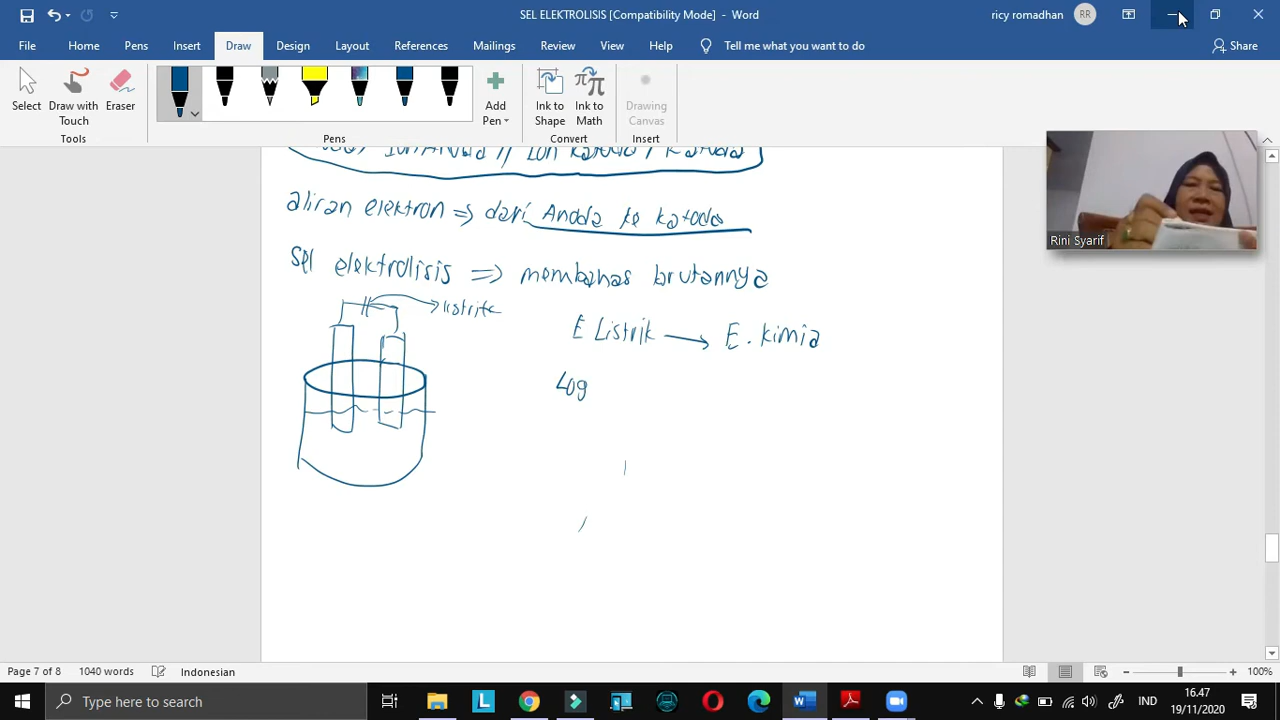 SEL ELEKTROLISIS [Compatibility Mode] - Word
ricy romadhan
RR
File
Home
Pens
Insert
Draw
Design
Layout
References
Mailings
Review
View
Help
Tell me what you want to do
Share
Select
Draw with Touch
Eraser
Add Pen
Ink to Shape
Ink to Math
Drawing Canvas
Tools
Pens
Convert
Insert
katoda
aliran elektron => dari Anoda ke katoda
Sel elektrolisis => membahas brutannya
listrik
E Listrik → E. kimia
Log
Rini Syarif
Page 7 of 8
1040 words
Indonesian
100%
Type here to search
IND
16.47
19/11/2020